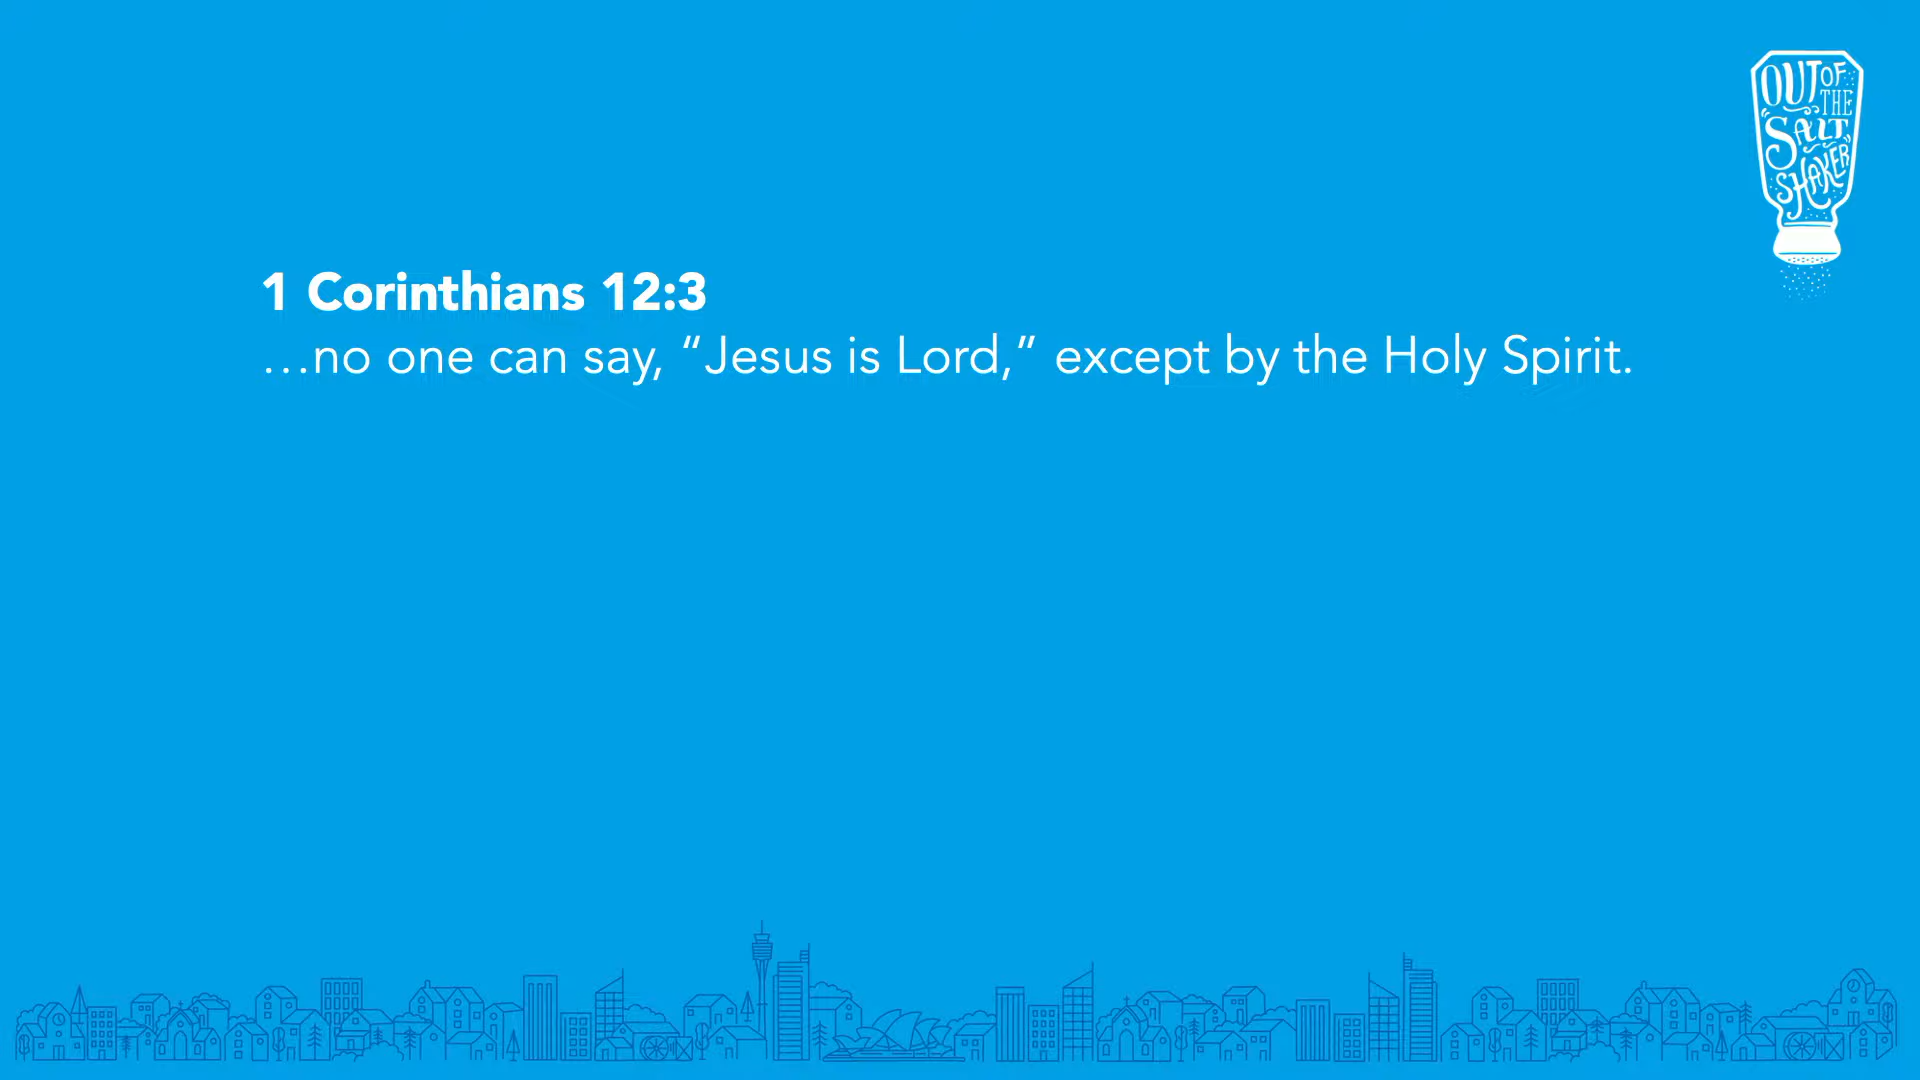 OUT OF
THE
SALT
SHAKER
1 Corinthians 12:3
…no one can say, “Jesus is Lord,” except by the Holy Spirit.